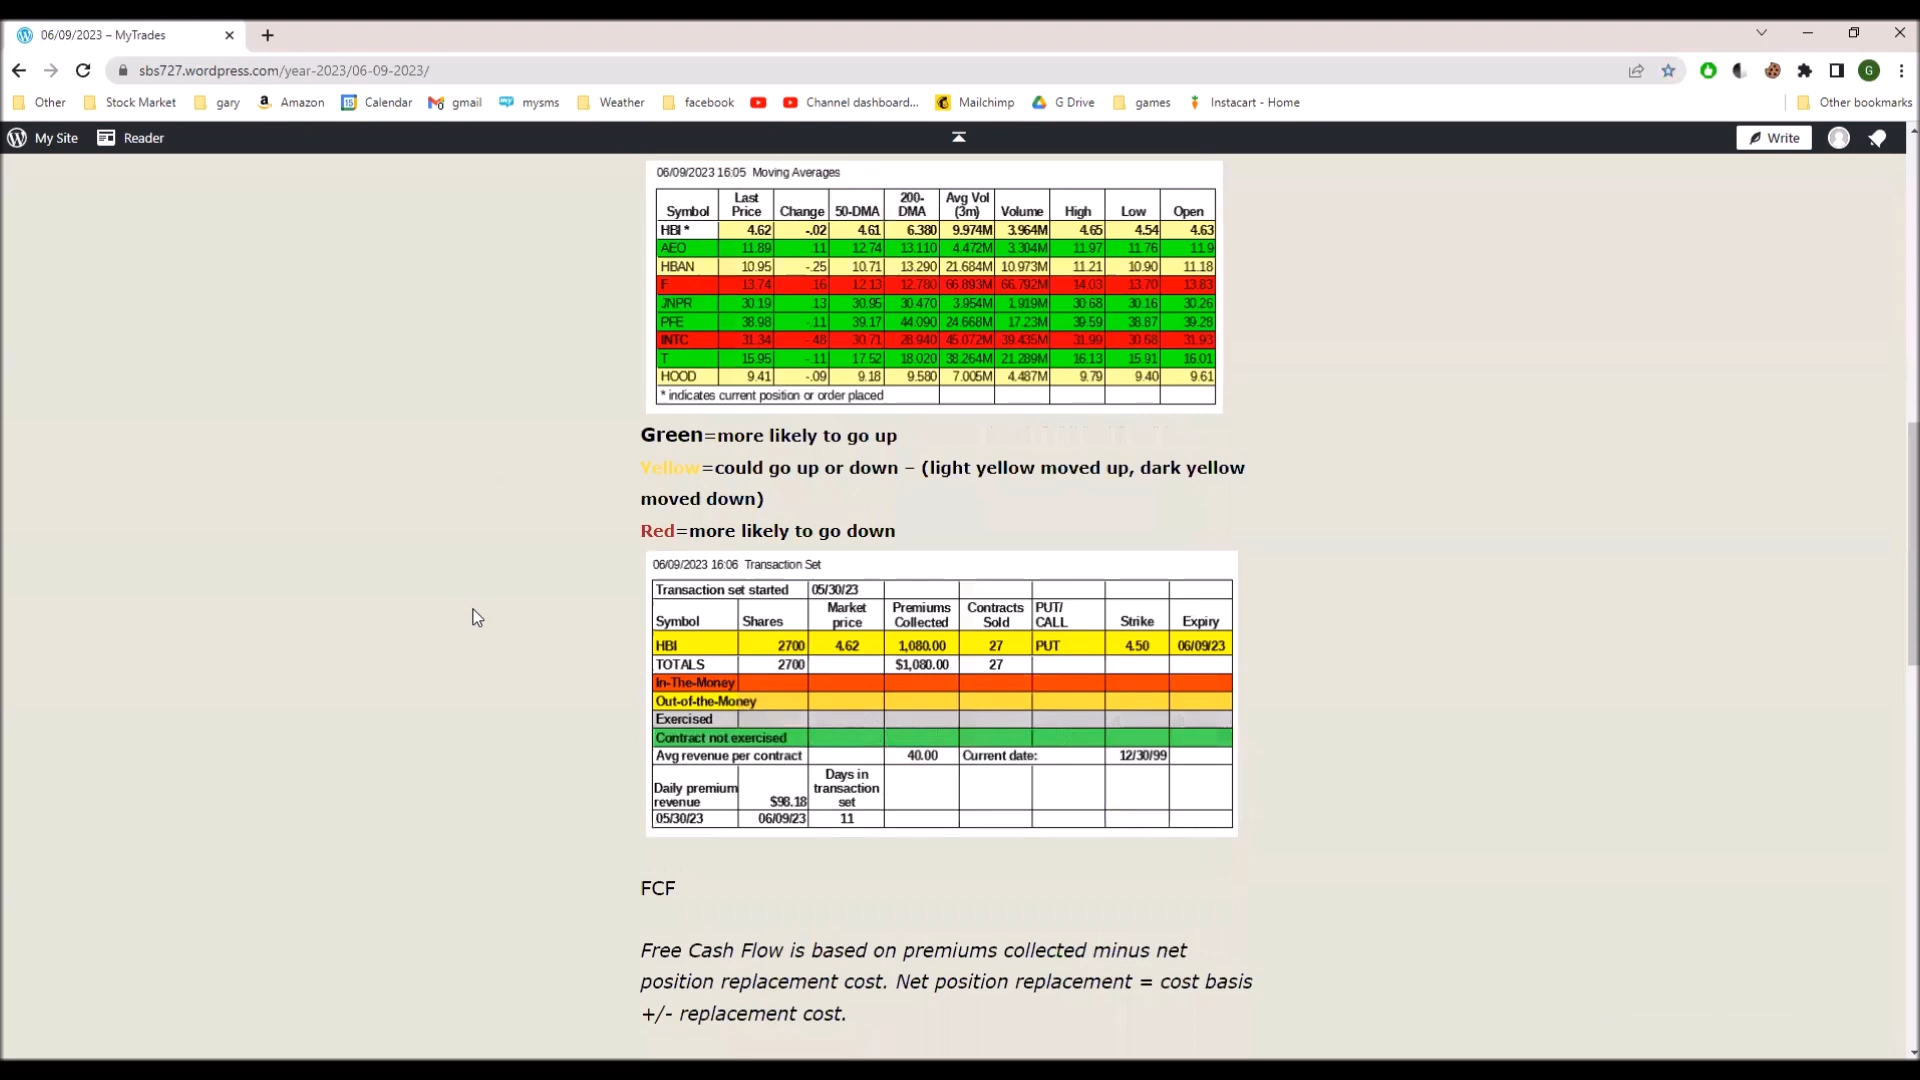 06/09/2023 – MyTrades
sbs727.wordpress.com/year-2023/06-09-2023/
Other Stock Market gary Amazon Calendar gmail mysms Weather facebook Channel dashboard... Mailchimp G Drive games Instacart - Home Other bookmarks
My Site Reader Write
06/09/2023 16:05 Moving Averages
Symbol Last Price Change 50-DMA 200-DMA Avg Vol (3m) Volume High Low Open
HBI * 4.62 -.02 4.61 6.380 9.974M 3.964M 4.65 4.54 4.63
AEO 11.89 .11 12.74 13.110 4.472M 3.304M 11.97 11.76 11.9
HBAN 10.95 -.25 10.71 13.290 21.684M 10.973M 11.21 10.90 11.18
F 13.74 .16 12.13 12.780 66.893M 66.792M 14.03 13.70 13.83
JNPR 30.19 .13 30.95 30.470 3.954M 1.919M 30.68 30.16 30.26
PFE 38.98 -.11 39.17 44.090 24.668M 17.23M 39.59 38.87 39.28
INTC 31.34 -.48 30.71 28.940 45.072M 39.435M 31.99 30.68 31.93
T 15.95 -.11 17.52 18.020 38.264M 21.289M 16.13 15.91 16.01
HOOD 9.41 -.09 9.18 9.580 7.005M 4.487M 9.79 9.40 9.61
* indicates current position or order placed
Green=more likely to go up
Yellow=could go up or down – (light yellow moved up, dark yellow
moved down)
Red=more likely to go down
06/09/2023 16:06 Transaction Set
Transaction set started 05/30/23
Symbol Shares Market price Premiums Collected Contracts Sold PUT/ CALL Strike Expiry
HBI 2700 4.62 1,080.00 27 PUT 4.50 06/09/23
TOTALS 2700 $1,080.00 27
In-The-Money
Out-of-the-Money
Exercised
Contract not exercised
Avg revenue per contract 40.00 Current date: 12/30/99
Daily premium revenue $98.18 Days in transaction set
05/30/23 06/09/23 11
FCF
Free Cash Flow is based on premiums collected minus net
position replacement cost. Net position replacement = cost basis
+/- replacement cost.